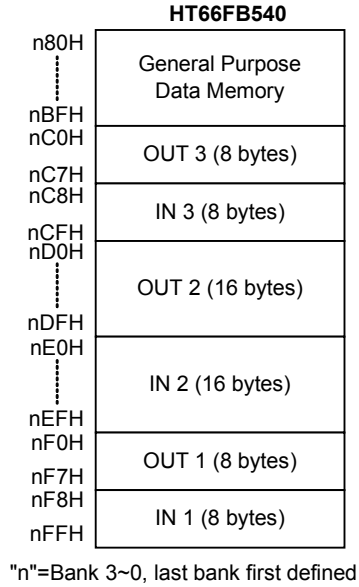 HT66FB540
n80H
General Purpose
Data Memory
nBFH
nC0H
OUT 3 (8 bytes)
nC7H
nC8H
IN 3 (8 bytes)
nCFH
nD0H
OUT 2 (16 bytes)
nDFH
nE0H
IN 2 (16 bytes)
nEFH
nF0H
OUT 1 (8 bytes)
nF7H
nF8H
IN 1 (8 bytes)
nFFH
"n"=Bank 3~0, last bank first defined